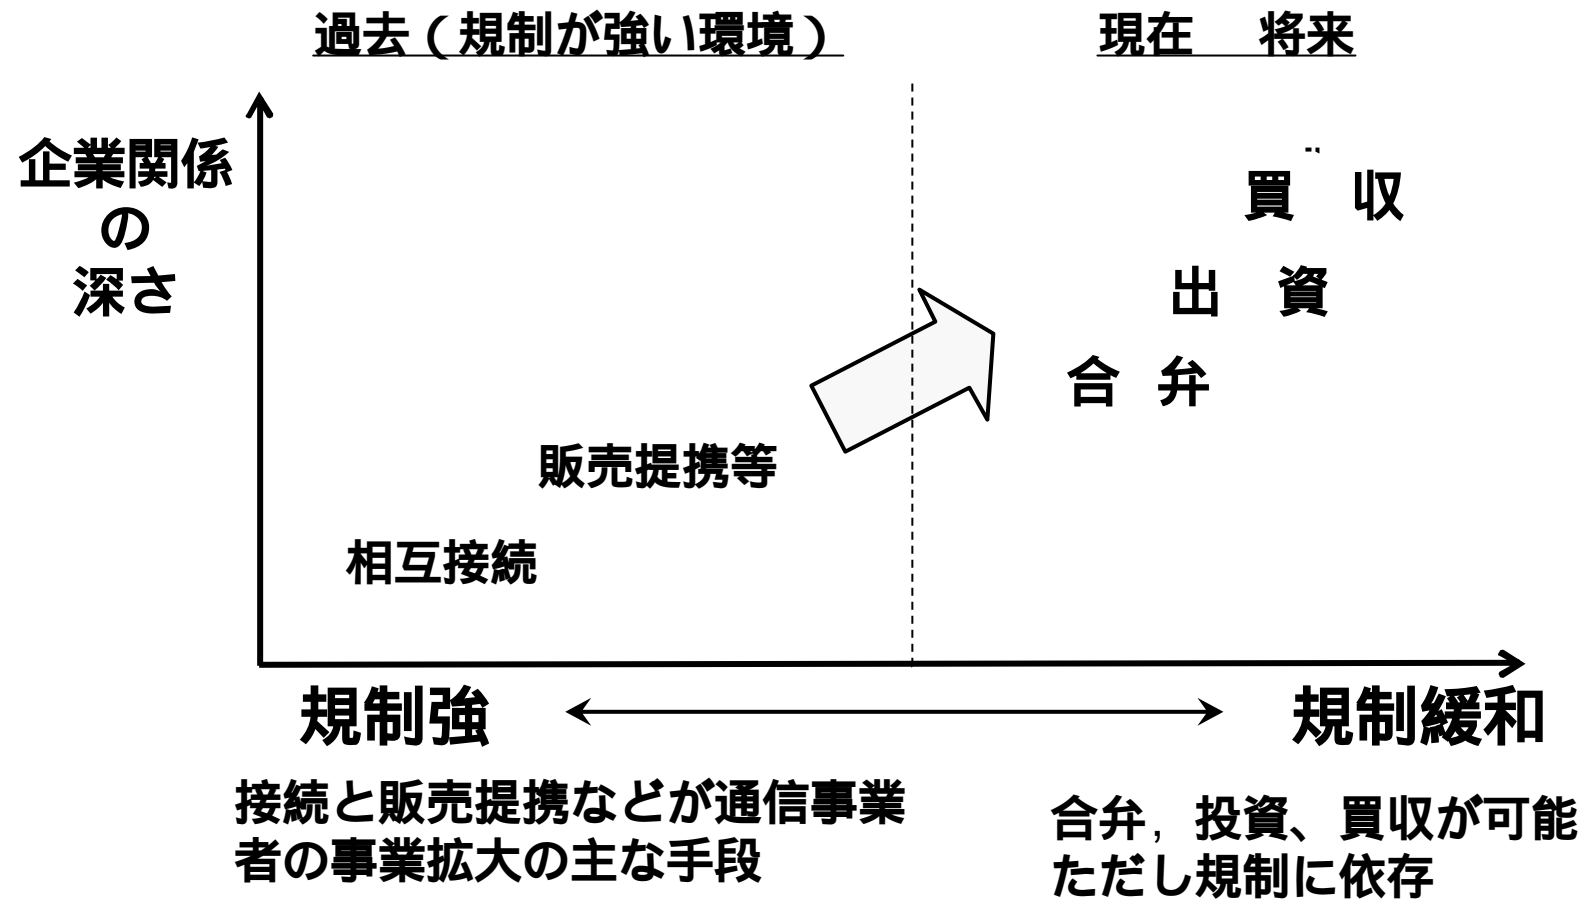 過去（規制が強い環境）
現在　将来
企業関係
の
深さ
買　収
出　資
合　弁
販売提携等
相互接続
規制強
規制緩和
接続と販売提携などが通信事業
者の事業拡大の主な手段
合弁，投資、買収が可能
ただし規制に依存